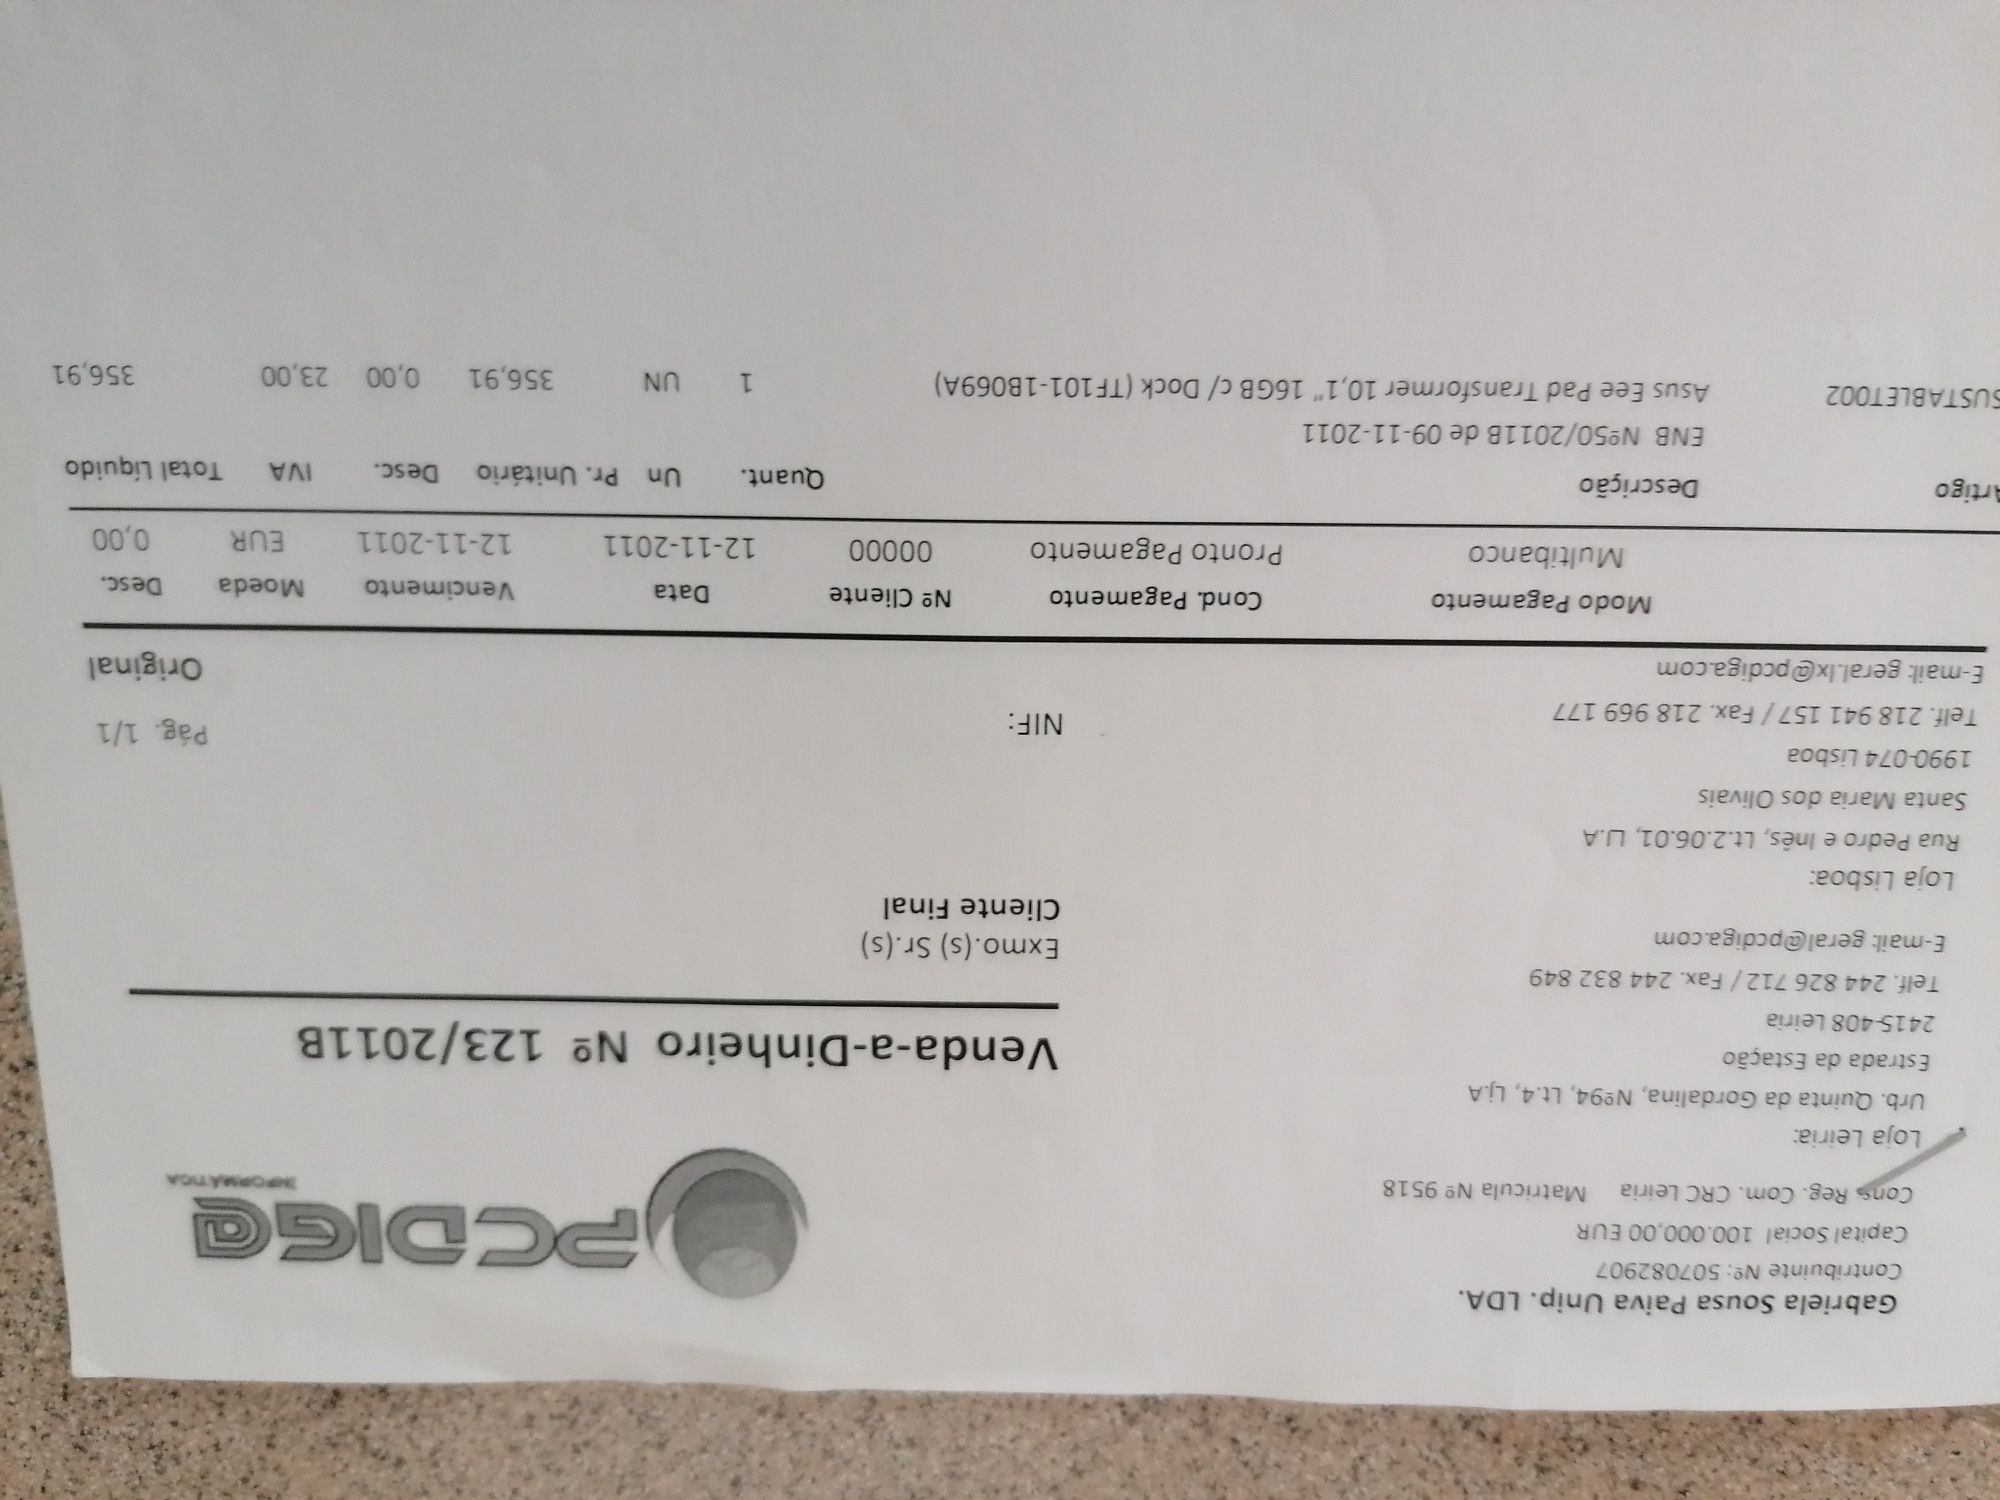 Gabriela Sousa Paiva Unip. LDA.
Contribuinte Nº: 507082907
Capital Social 100.000,00 EUR
Cons. Reg. Com. CRC Leiria Matricula Nº 9518
Loja Leiria:
Urb. Quinta da Gordalina, Nº94, Lt.4, Lj.A
Estrada da Estação
2415-408 Leiria
Telf. 244 826 712 / Fax. 244 832 849
E-mail: geral@pcdiga.com
Loja Lisboa:
Rua Pedro e Inês, Lt.2.06.01, LJ.A
Santa Maria dos Olivais
1990-074 Lisboa
Telf. 218 941 157 / Fax. 218 969 177
E-mail: geral.lx@pcdiga.com
PCDIG@
INFORMÁTICA
Venda-a-Dinheiro Nº 123/2011B
Exmo.(s) Sr.(s)
Cliente Final
NIF:
Pág. 1/1
Original
Modo Pagamento Cond. Pagamento Nº Cliente Data Vencimento Moeda Desc.
Multibanco Pronto Pagamento 00000 12-11-2011 12-11-2011 EUR 0,00
Artigo Descrição Quant. Un Pr. Unitário Desc. IVA Total Líquido
ENB Nº50/2011B de 09-11-2011
SUSTABLET002 Asus Eee Pad Transformer 10,1" 16GB c/ Dock (TF101-1B069A) 1 UN 356,91 0,00 23,00 356,91